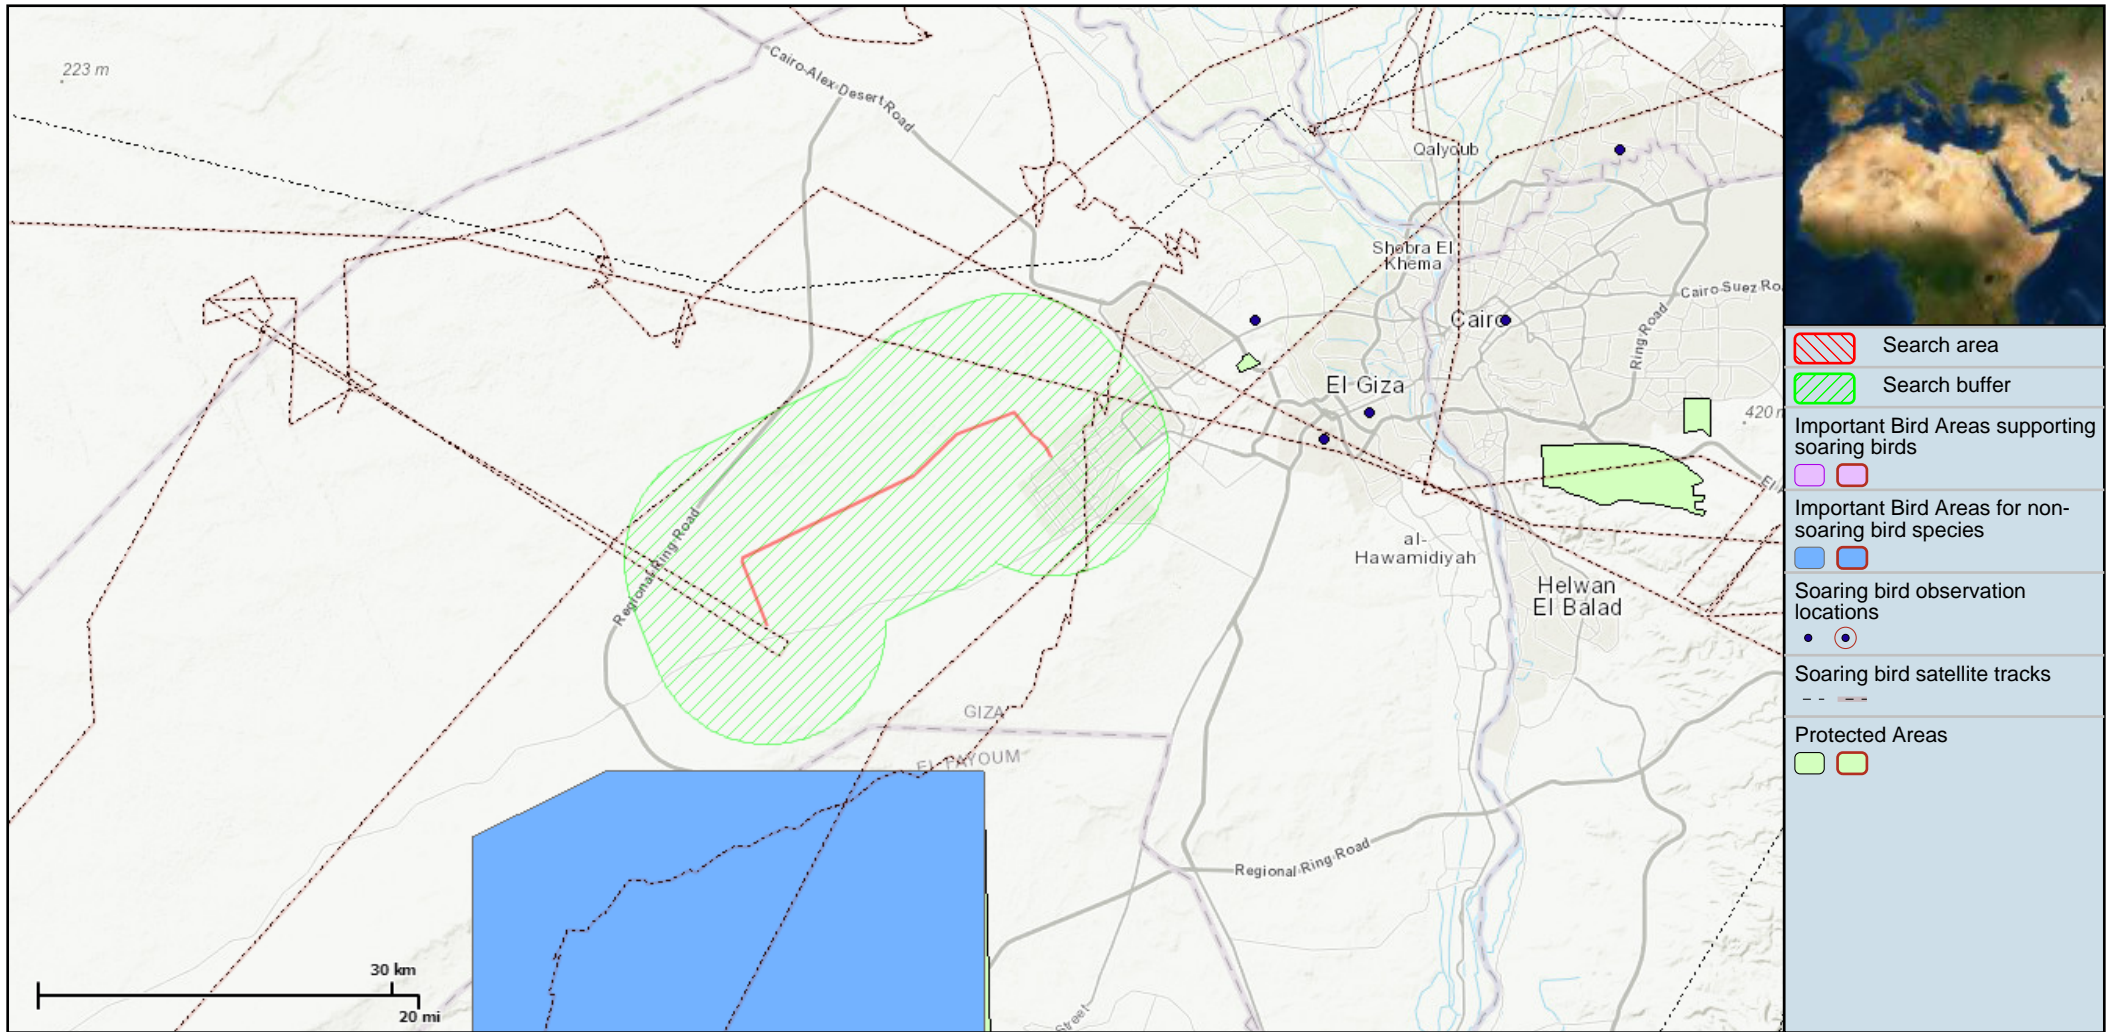 223 m
Cairo-Alex Desert Road
Qalyoub
Shobra El
Khema
Cairo
Cairo Suez Ro
Ring Road
El Giza
420 m
al-
Hawamidiyah
Helwan
El Balad
Regional Ring Road
GIZA
EL FAYOUM
Regional Ring Road
Street
30 km
20 mi
Search area
Search buffer
Important Bird Areas supporting
soaring birds
Important Bird Areas for non-
soaring bird species
Soaring bird observation
locations
Soaring bird satellite tracks
Protected Areas